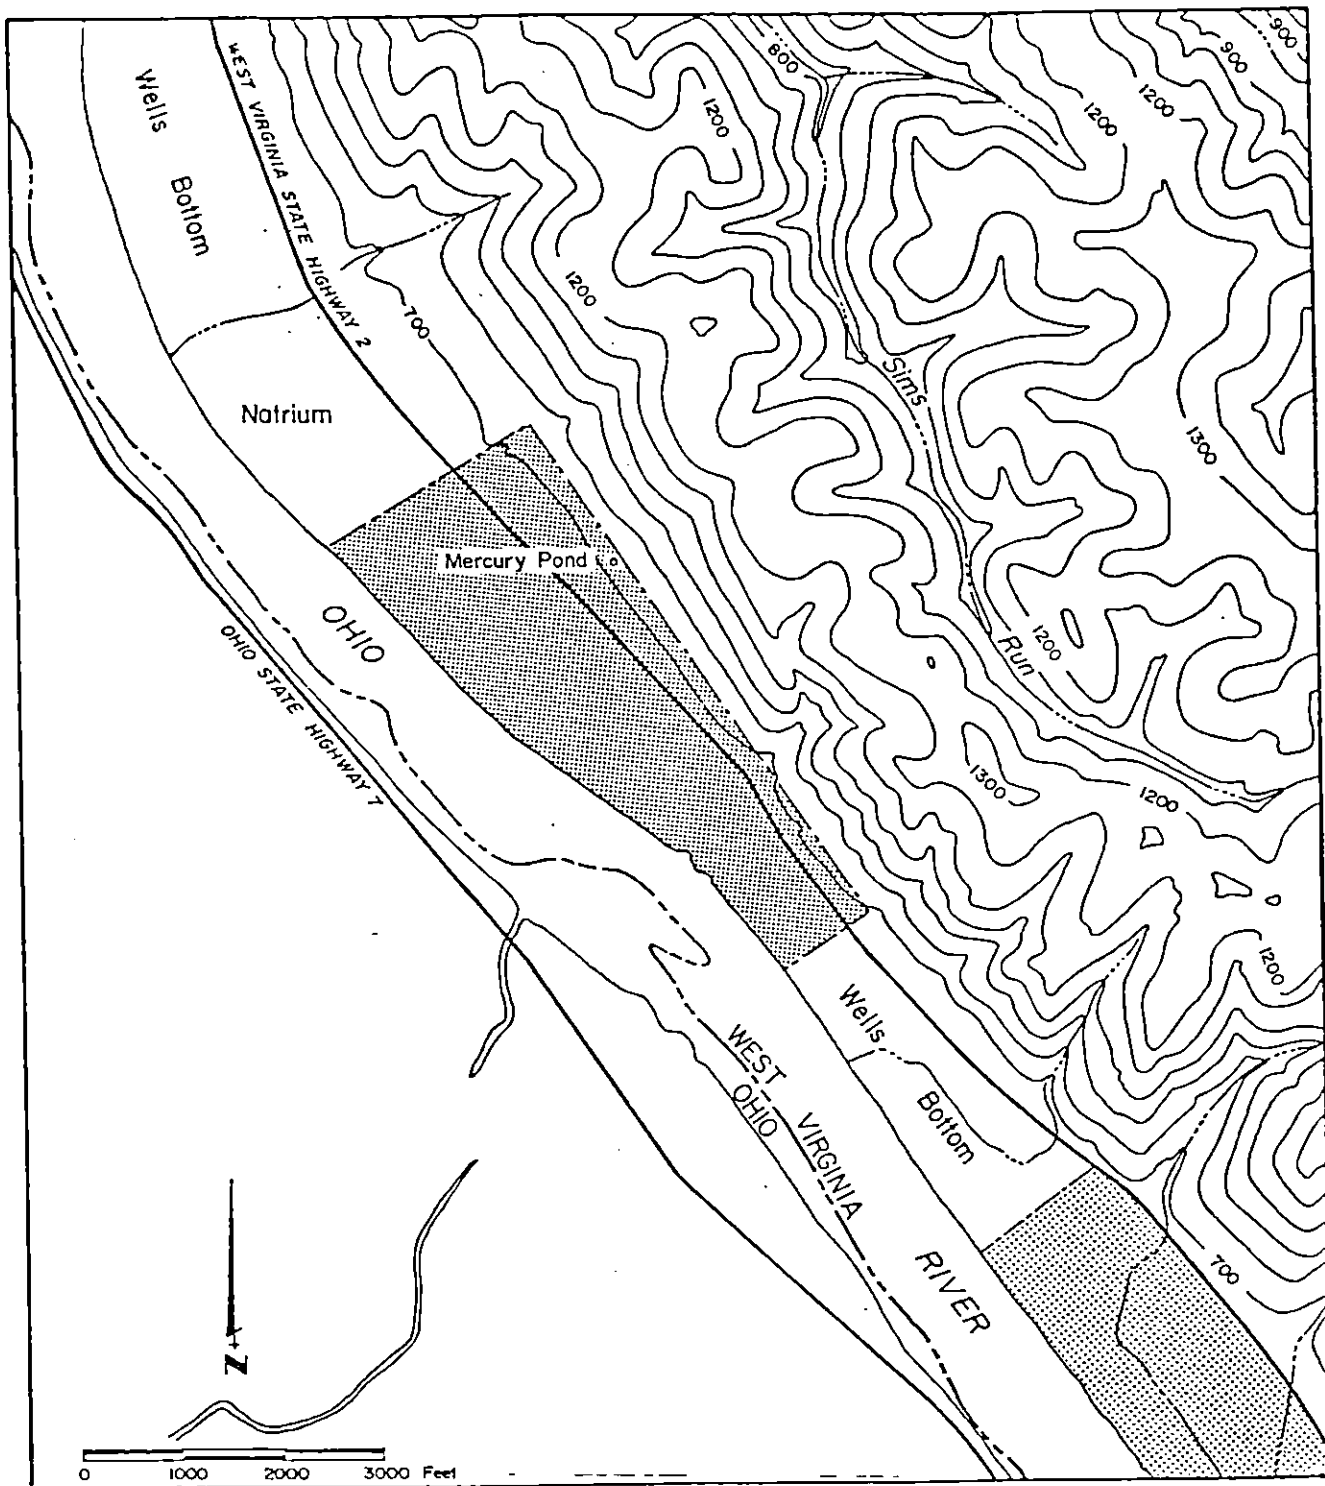 900
900
800
1200
1200
1200
WEST VIRGINIA STATE HIGHWAY 2
Wells
Bottom
1200
700
Sims
Natrium
1300
Mercury Pond
OHIO
OHIO STATE HIGHWAY 7
1200
Run
1300
1200
1200
Wells
Bottom
WEST VIRGINIA
OHIO
RIVER
700
N
0 1000 2000 3000 Feet